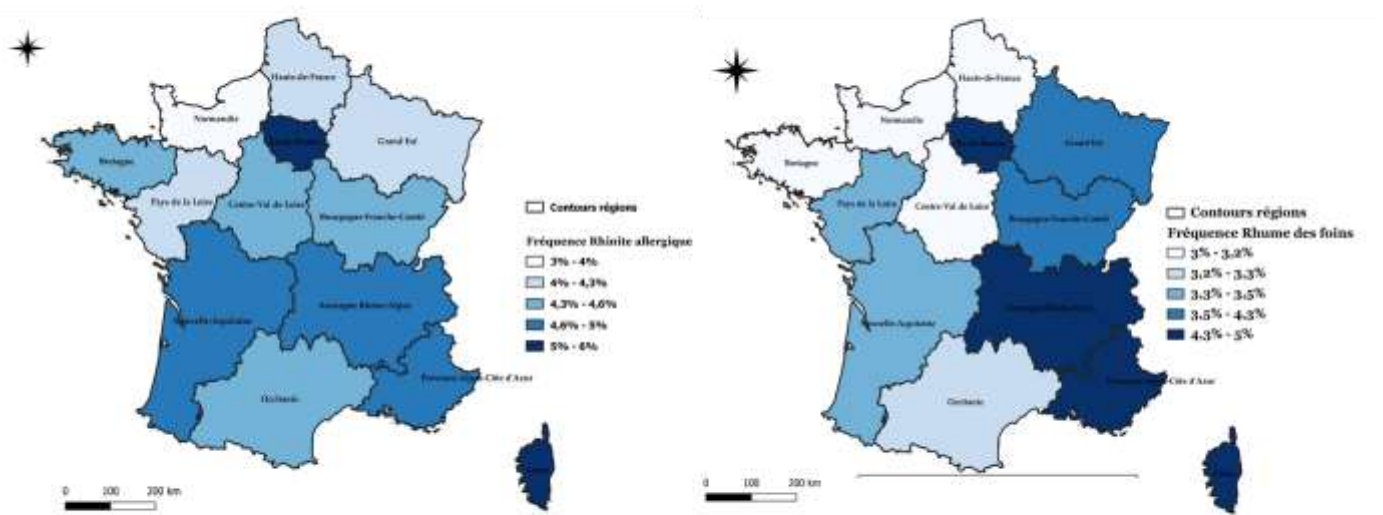 Haute-de-France
Normandie
Grand Est
Bretagne
Pays de la Loire
Centre-Val de Loire
Bourgogne-Franche-Comté
Nouvelle-Aquitaine
Auvergne-Rhône-Alpes
Occitanie
Côte d'Azur
Contours régions
Fréquence Rhinite allergique
3% - 4%
4% - 4,3%
4,3% - 4,6%
4,6% - 5%
5% - 6%
0 100 200 km
Haute-de-France
Normandie
Grand Est
Bretagne
Pays de la Loire
Centre-Val de Loire
Bourgogne-Franche-Comté
Nouvelle-Aquitaine
Occitanie
Côte d'Azur
Contours régions
Fréquence Rhume des foins
3% - 3,2%
3,2% - 3,3%
3,3% - 3,5%
3,5% - 4,3%
4,3% - 5%
0 100 200 km